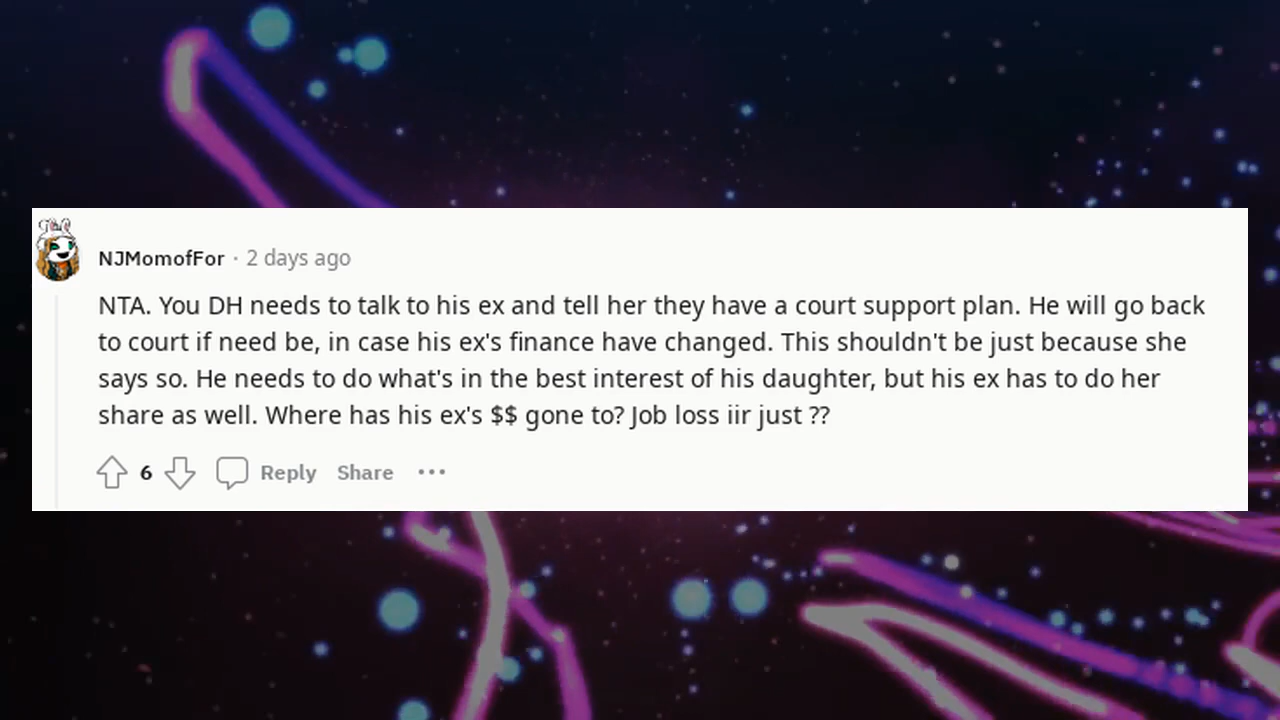 NJMomofFor · 2 days ago
NTA. You DH needs to talk to his ex and tell her they have a court support plan. He will go back
to court if need be, in case his ex's finance have changed. This shouldn't be just because she
says so. He needs to do what's in the best interest of his daughter, but his ex has to do her
share as well. Where has his ex's $$ gone to? Job loss iir just ??
6 Reply Share ···